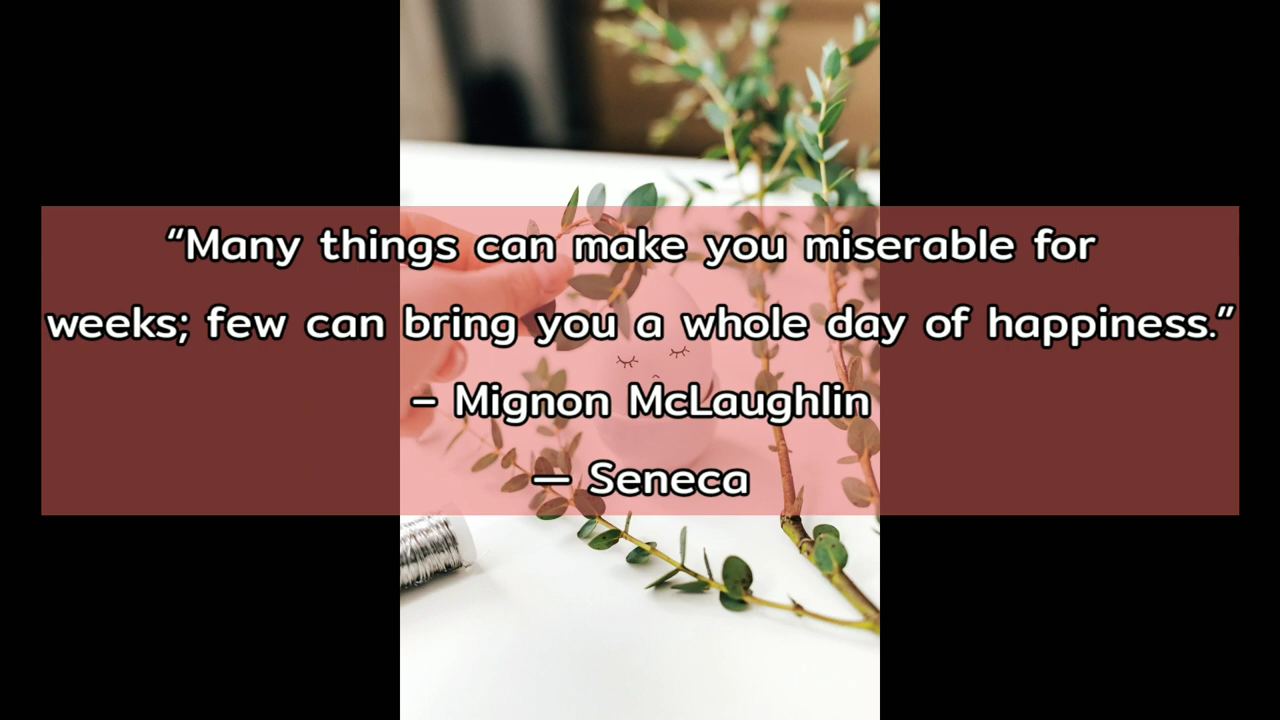 “Many things can make you miserable for
weeks; few can bring you a whole day of happiness.”
– Mignon McLaughlin
— Seneca